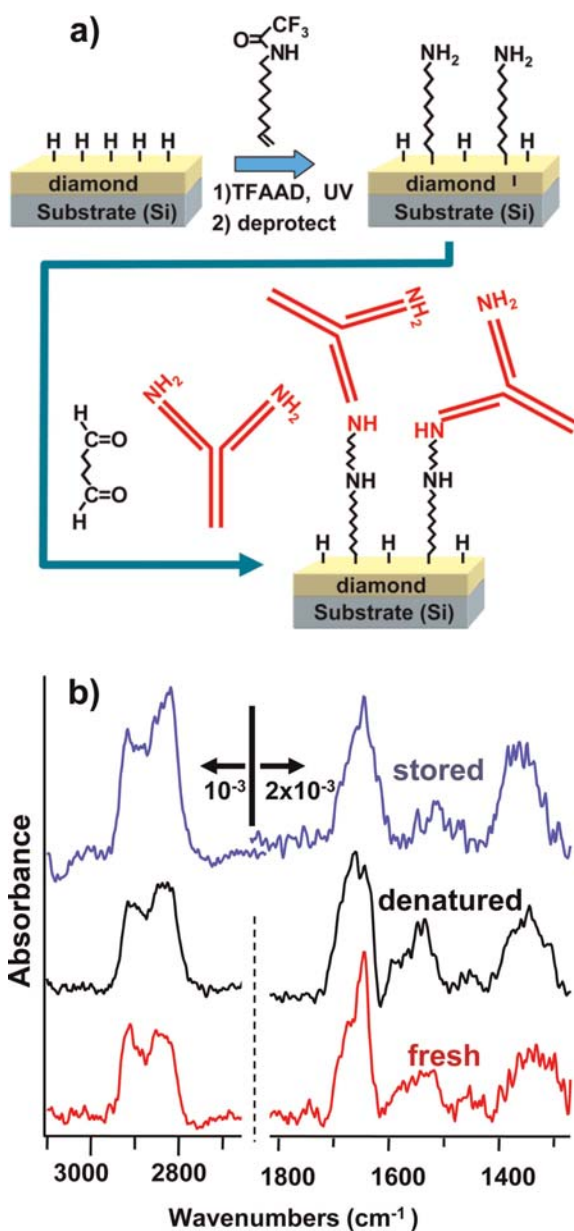 a)
CF3
O NH
H H H H H
diamond
Substrate (Si)
1)TFAAD, UV
2) deprotect
NH2 NH2
H H H
diamond
Substrate (Si)
H
C=O
C=O
H
NH2 NH2
NH2
NH2
NH HN
NH NH
H H H
diamond
Substrate (Si)
b)
10-3 2x10-3
stored
denatured
fresh
Absorbance
3000 2800 1800 1600 1400
Wavenumbers (cm-1)